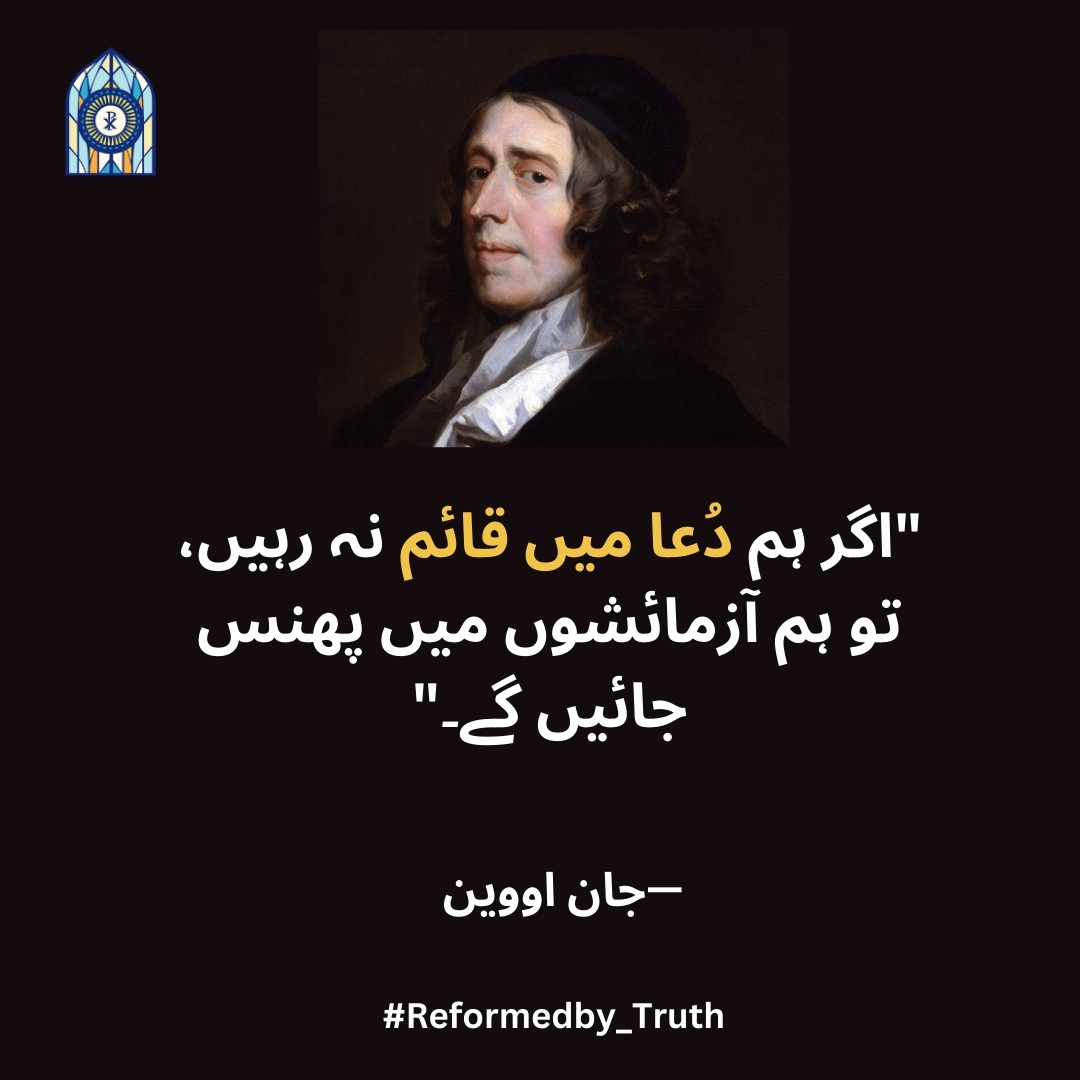 "اگر ہم دُعا میں قائم نہ رہیں،
تو ہم آزمائشوں میں پھنس
جائیں گے۔"
—جان اووین
#Reformedby_Truth